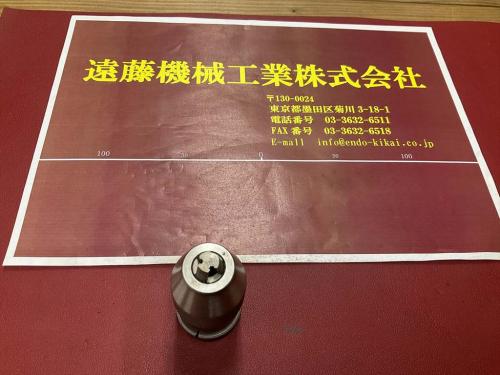 遠藤機械工業株式会社
〒130-0024
東京都墨田区菊川3-18-1
電話番号 03-3632-6511
FAX番号 03-3632-6518
E-mail info@endo-kikai.co.jp
100 50 0 50 100